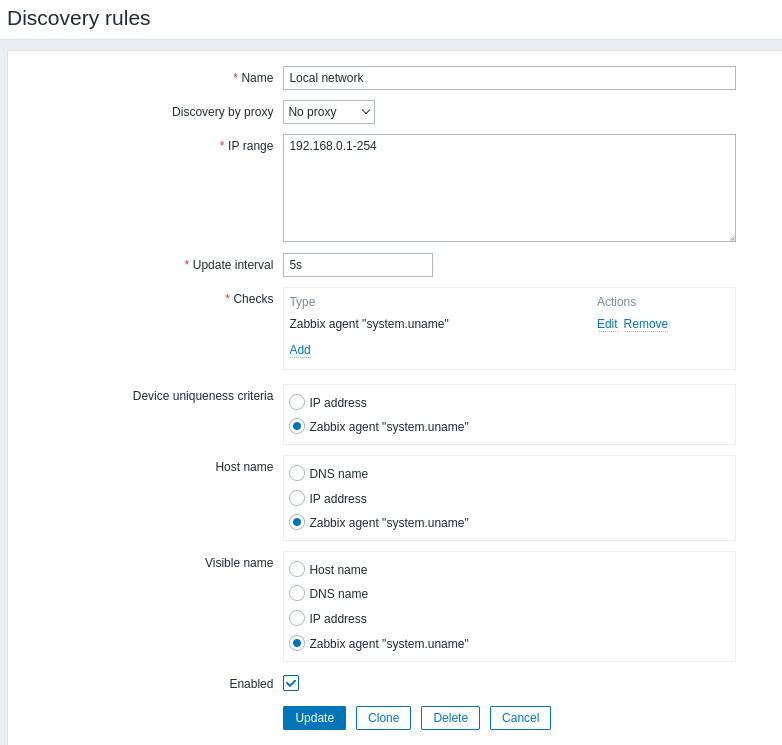 Discovery rules
* Name Local network
Discovery by proxy No proxy
* IP range 192.168.0.1-254
* Update interval 5s
* Checks Type Actions
Zabbix agent "system.uname" Edit Remove
Add
Device uniqueness criteria
IP address
Zabbix agent "system.uname"
Host name
DNS name
IP address
Zabbix agent "system.uname"
Visible name
Host name
DNS name
IP address
Zabbix agent "system.uname"
Enabled
Update Clone Delete Cancel